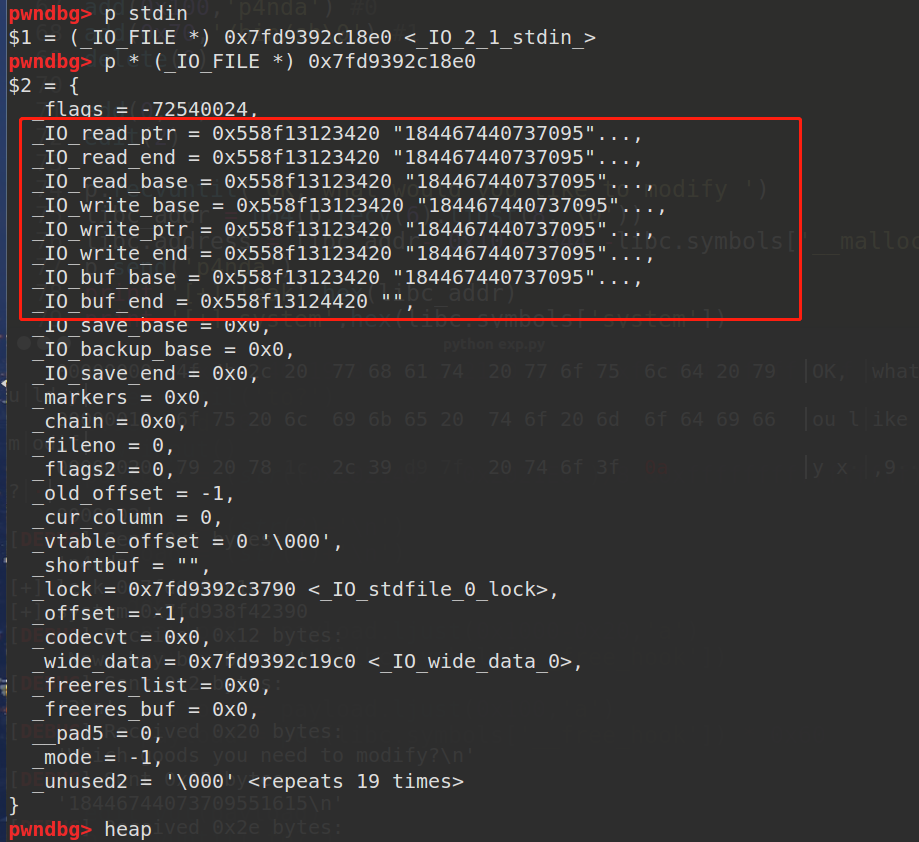 pwndbg> p stdin
$1 = (_IO_FILE *) 0x7fd9392c18e0 <_IO_2_1_stdin_>
pwndbg> p * (_IO_FILE *) 0x7fd9392c18e0
$2 = {
_flags = -72540024,
_IO_read_ptr = 0x558f13123420 "184467440737095"...,
_IO_read_end = 0x558f13123420 "184467440737095"...,
_IO_read_base = 0x558f13123420 "184467440737095"...,
_IO_write_base = 0x558f13123420 "184467440737095"...,
_IO_write_ptr = 0x558f13123420 "184467440737095"...,
_IO_write_end = 0x558f13123420 "184467440737095"...,
_IO_buf_base = 0x558f13123420 "184467440737095"...,
_IO_buf_end = 0x558f13124420 "",
_IO_save_base = 0x0,
_IO_backup_base = 0x0,
_IO_save_end = 0x0,
_markers = 0x0,
_chain = 0x0,
_fileno = 0,
_flags2 = 0,
_old_offset = -1,
_cur_column = 0,
_vtable_offset = 0 '\000',
_shortbuf = "",
_lock = 0x7fd9392c3790 <_IO_stdfile_0_lock>,
_offset = -1,
_codecvt = 0x0,
_wide_data = 0x7fd9392c19c0 <_IO_wide_data_0>,
_freeres_list = 0x0,
_freeres_buf = 0x0,
__pad5 = 0,
_mode = -1,
_unused2 = '\000' <repeats 19 times>
}
pwndbg> heap